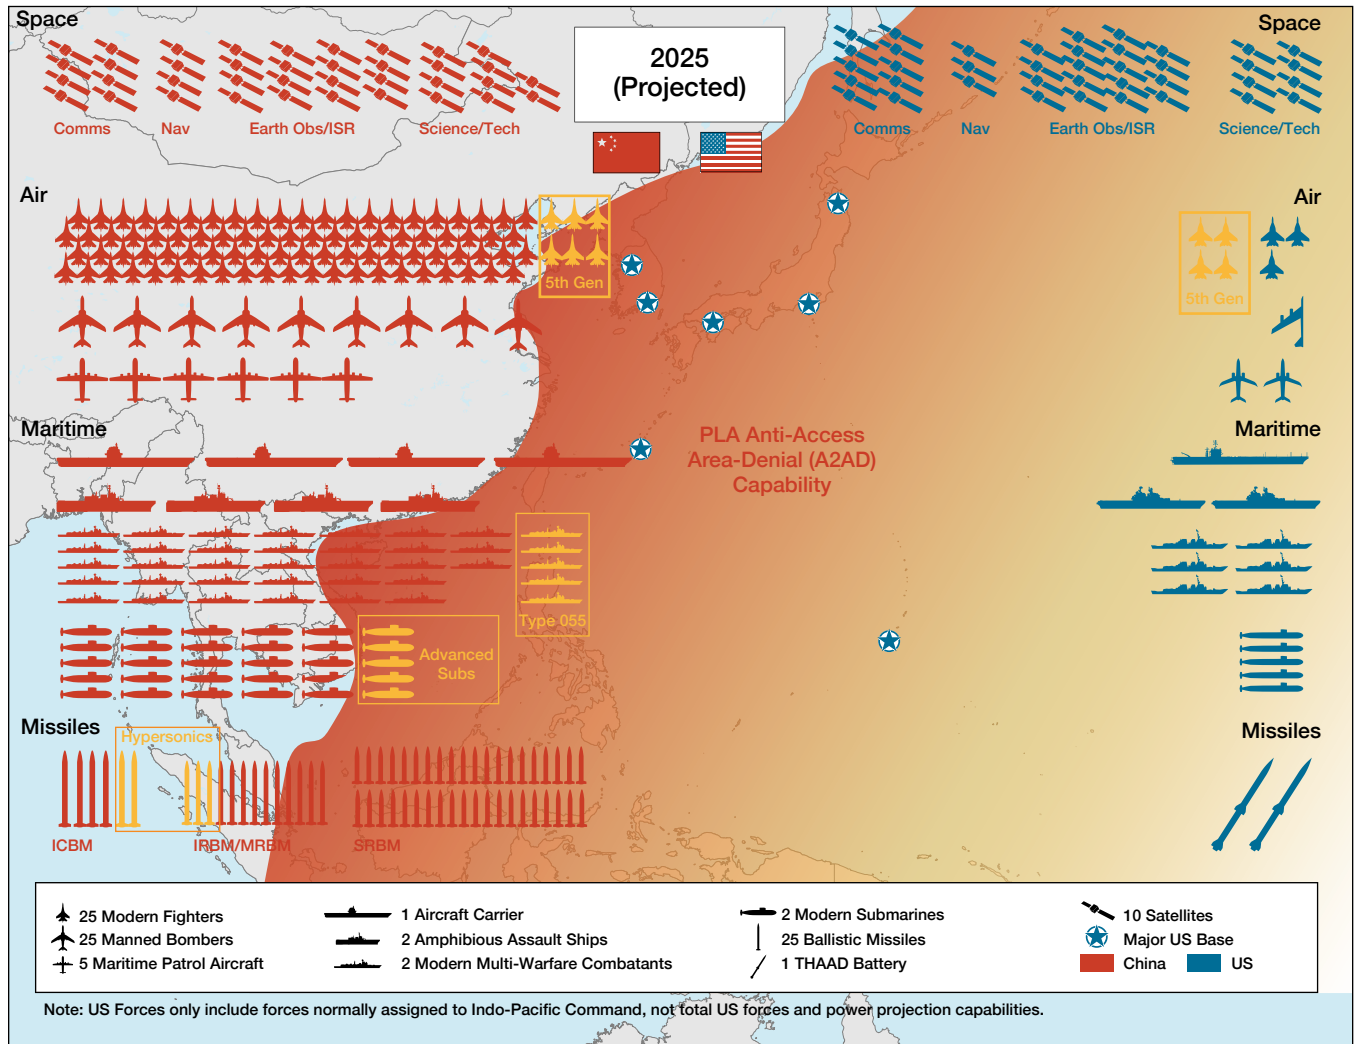 Space
2025
(Projected)
Space
Comms
Nav
Earth Obs/ISR
Science/Tech
Comms
Nav
Earth Obs/ISR
Science/Tech
Air
Air
5th Gen
5th Gen
Maritime
Maritime
PLA Anti-Access
Area-Denial (A2AD)
Capability
Type 055
Advanced
Subs
Missiles
Missiles
Hypersonics
ICBM
IRBM/MRBM
SRBM
25 Modern Fighters
25 Manned Bombers
5 Maritime Patrol Aircraft
1 Aircraft Carrier
2 Amphibious Assault Ships
2 Modern Multi-Warfare Combatants
2 Modern Submarines
25 Ballistic Missiles
1 THAAD Battery
10 Satellites
Major US Base
China
US
Note: US Forces only include forces normally assigned to Indo-Pacific Command, not total US forces and power projection capabilities.